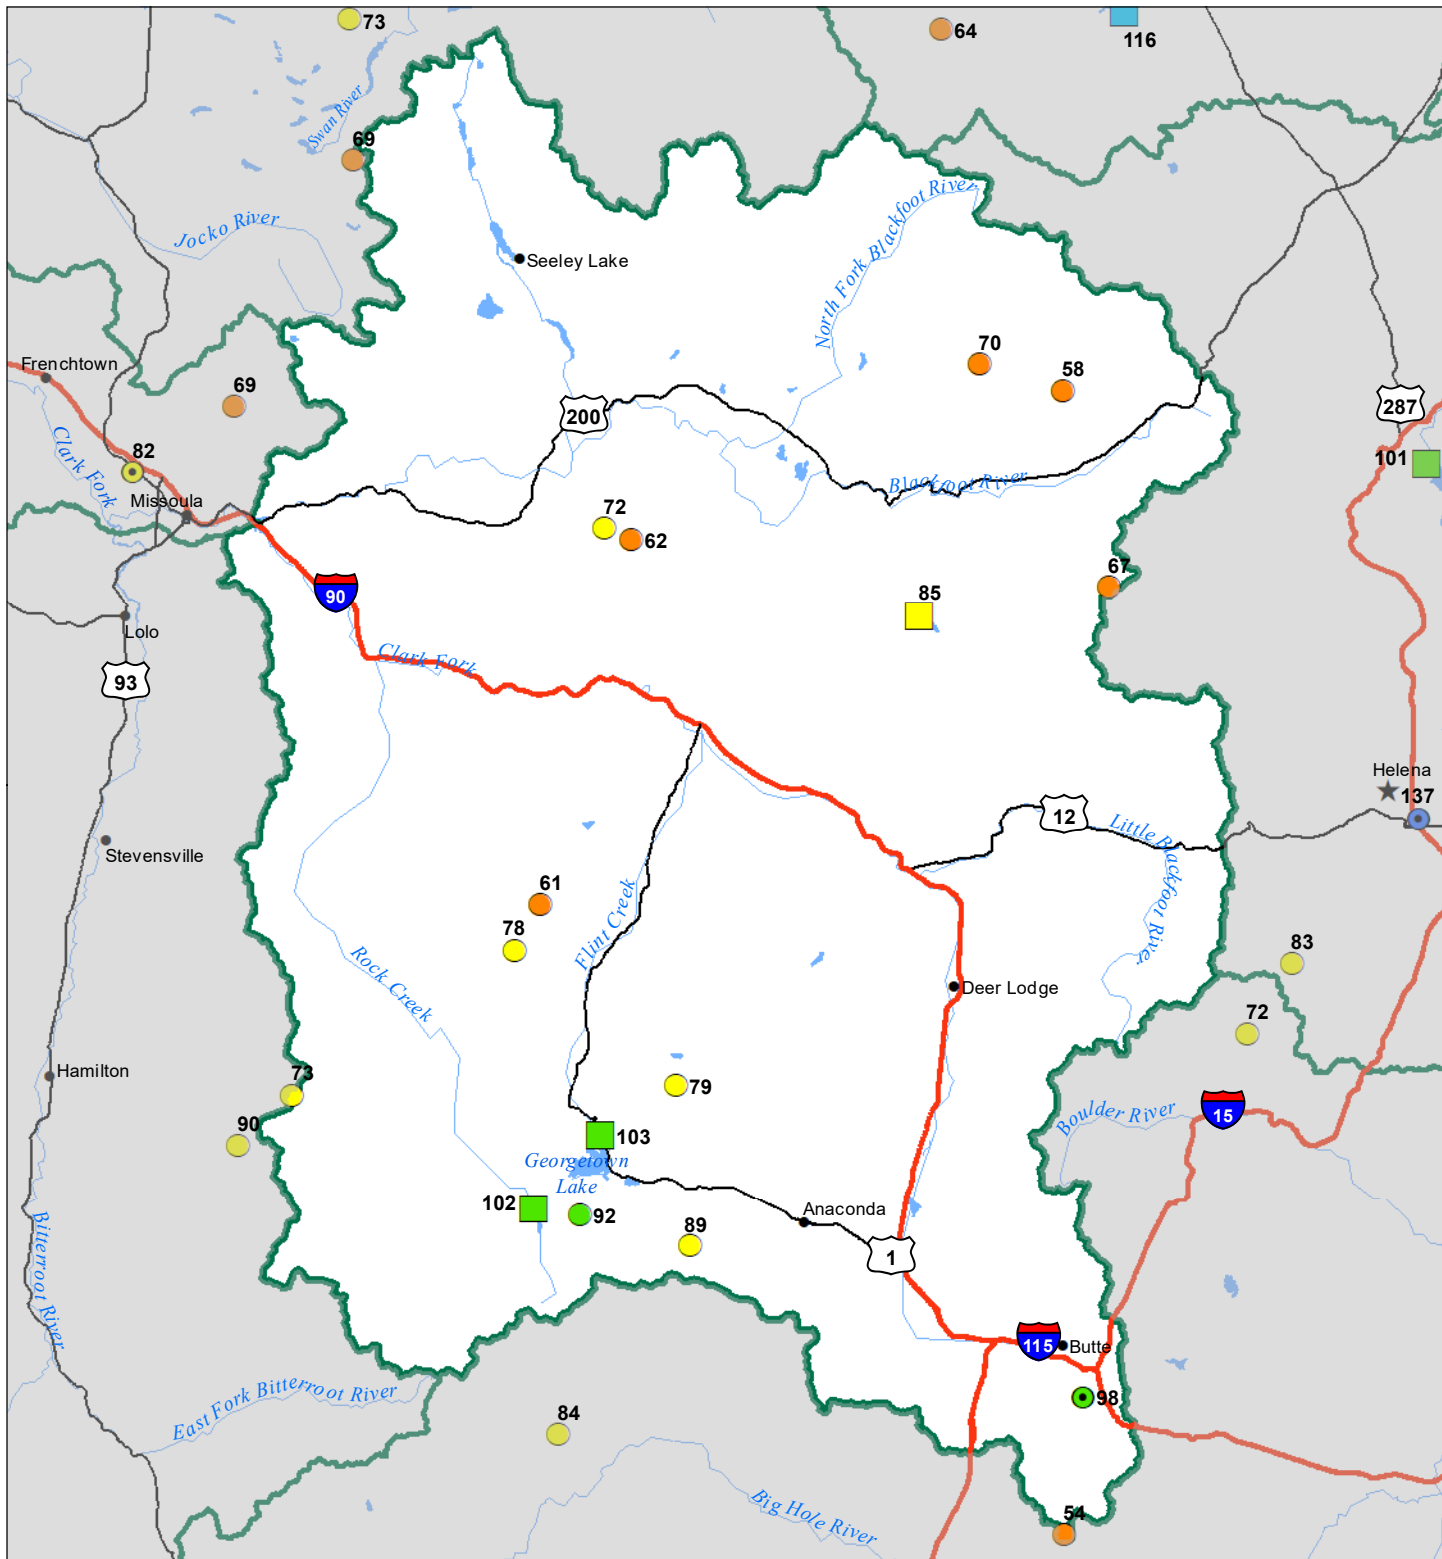 73
64
116
Swan River
69
Jocko River
North Fork Blackfoot River
Seeley Lake
Frenchtown
69
70
58
200
287
82
Clark Fork
101
Missoula
Blackfoot River
72
62
67
90
85
Lolo
Clark Fork
93
Helena
137
12
Little Blackfoot River
Stevensville
61
78
Flint Creek
Rock Creek
83
Deer Lodge
72
Hamilton
73
79
15
Boulder River
90
103
Georgetown
Lake
102
92
Anaconda
89
1
Bitterroot River
115
Butte
98
East Fork Bitterroot River
84
Big Hole River
54